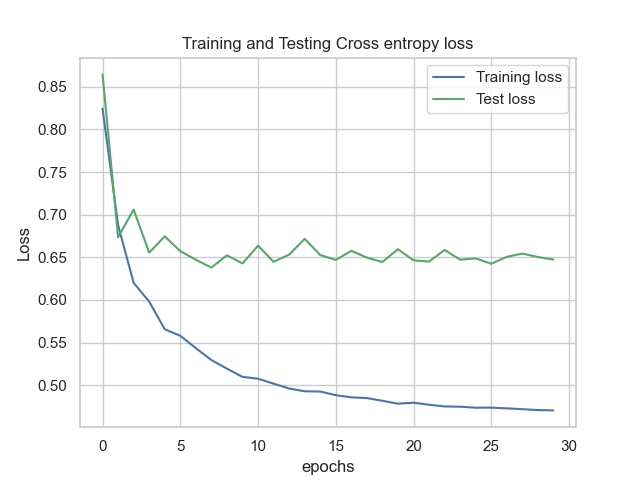 Training and Testing Cross entropy loss
Training loss
Test loss
0.85
0.80
0.75
0.70
0.65
0.60
0.55
0.50
Loss
0 5 10 15 20 25 30
epochs